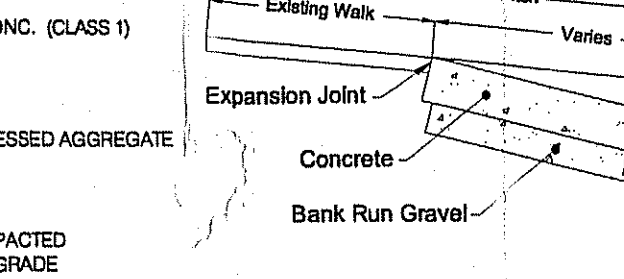 Existing Walk
ONC. (CLASS 1)
Varies
Expansion Joint
ESSED AGGREGATE
Concrete
Bank Run Gravel
PACTED
GRADE